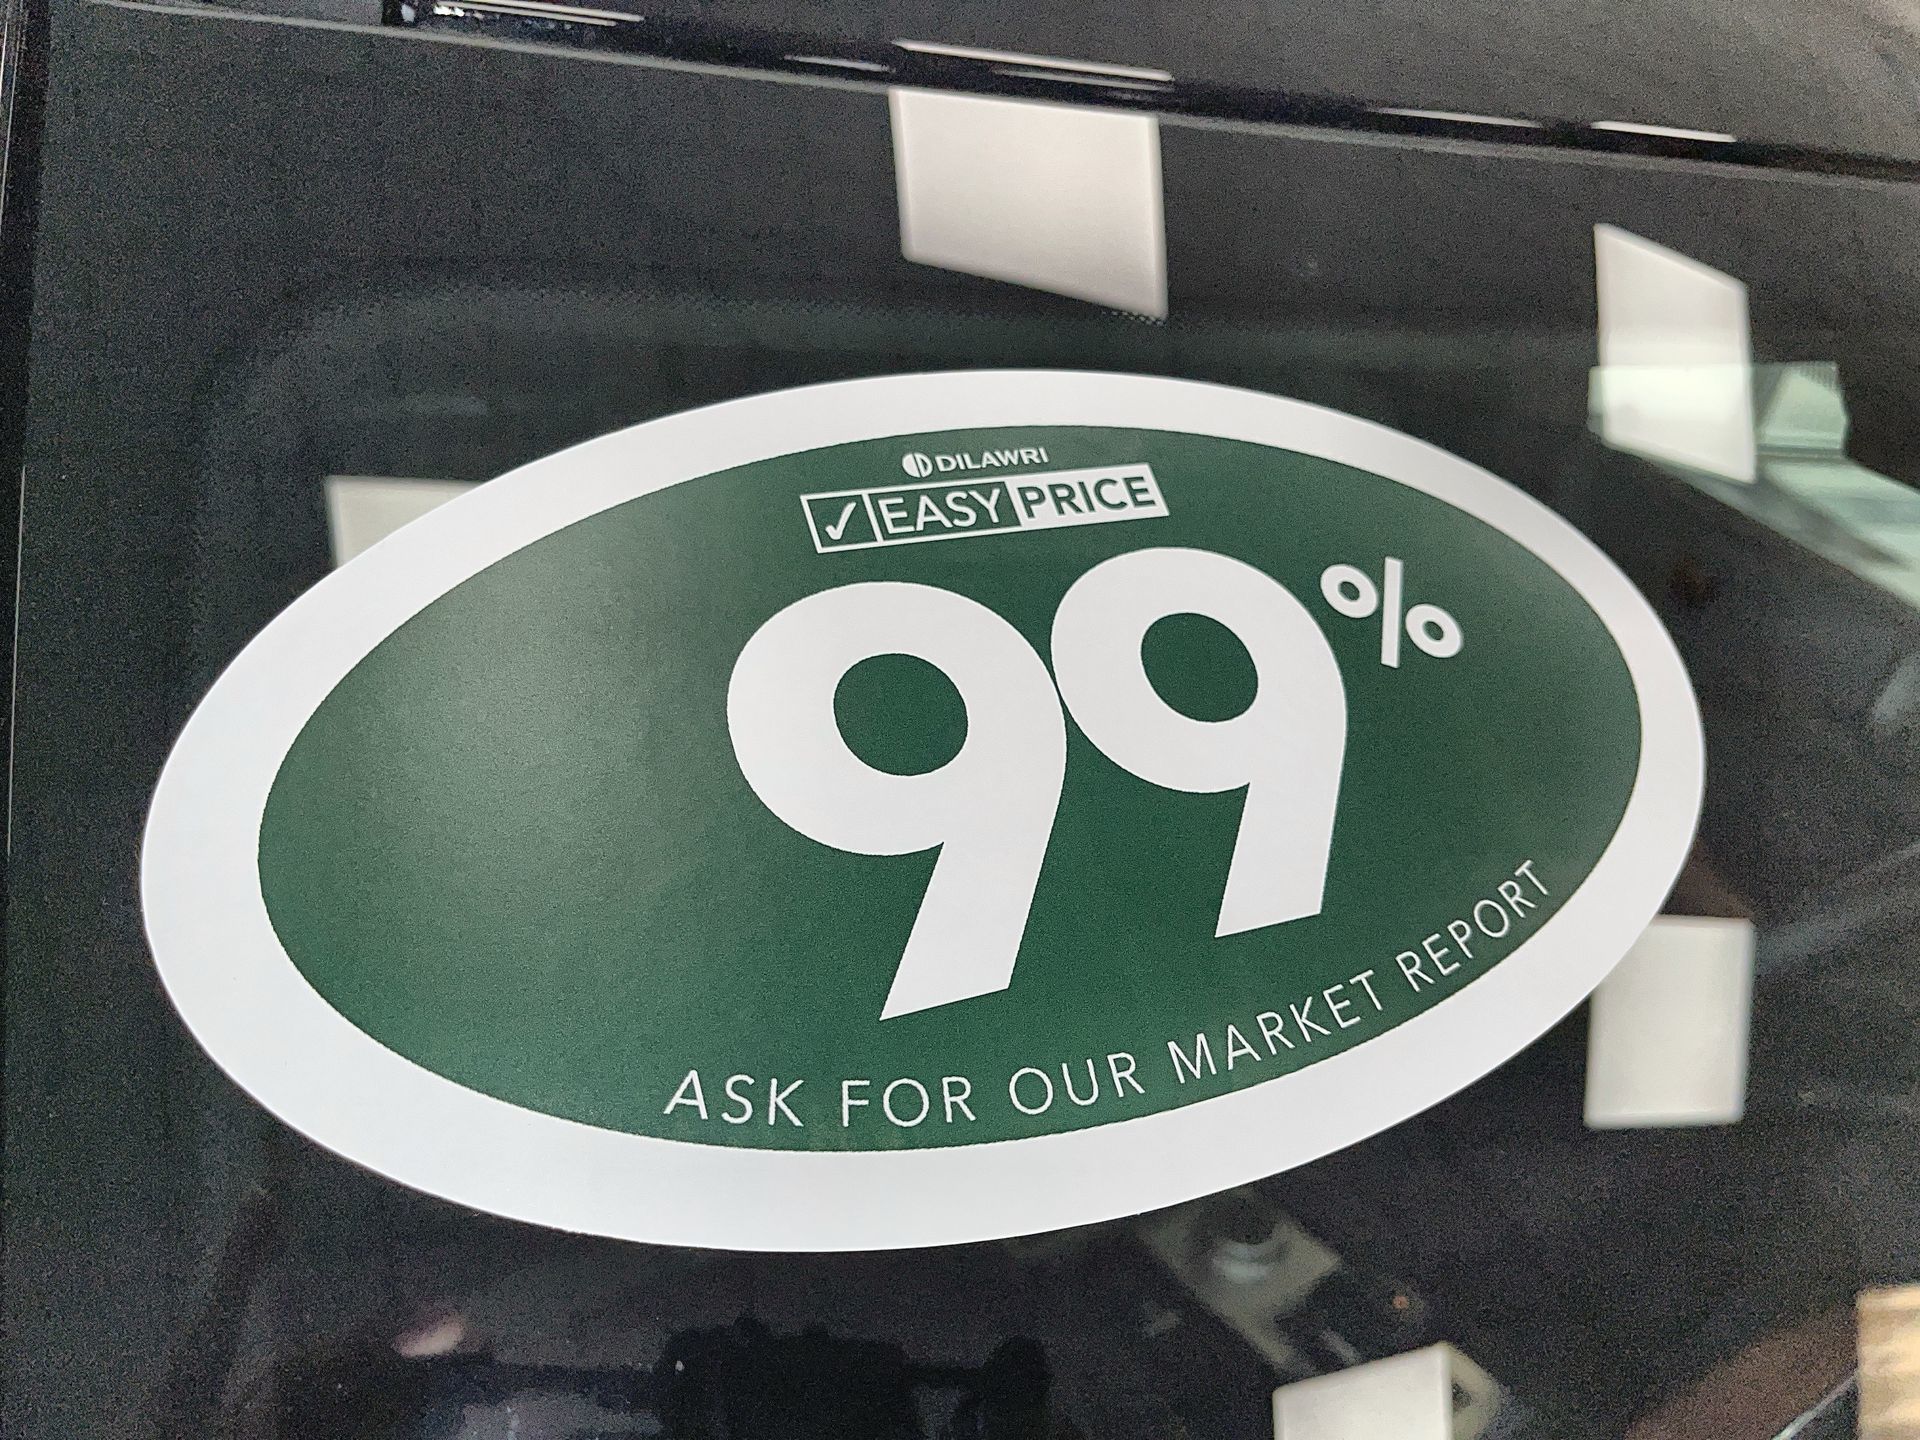 DILAWRI
✓ EASY PRICE
99%
ASK FOR OUR MARKET REPORT